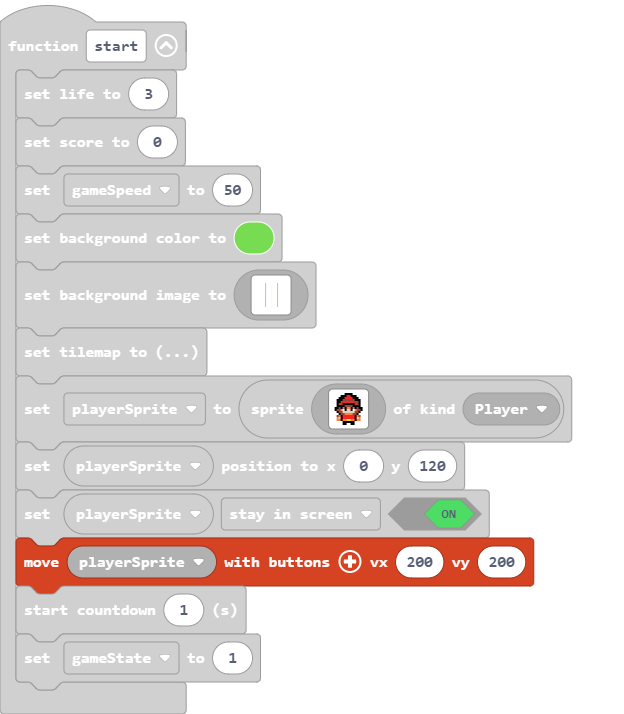 function start
set life to 3
set score to 0
set gameSpeed to 50
set background color to
set background image to
set tilemap to (...)
set playerSprite to sprite of kind Player
set playerSprite position to x 0 y 120
set playerSprite stay in screen ON
move playerSprite with buttons vx 200 vy 200
start countdown 1 (s)
set gameState to 1